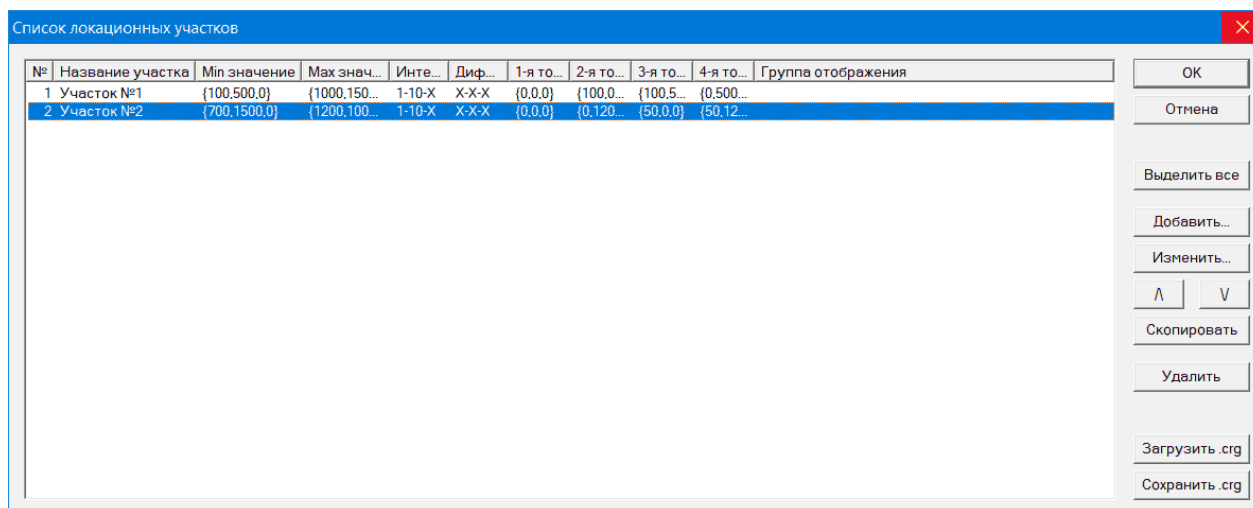 Список локационных участков
№ Название участка Min значение Max знач... Инте... Диф... 1-я то... 2-я то... 3-я то... 4-я то... Группа отображения
1 Участок №1 {100,500,0} {1000,150... 1-10-X X-X-X {0,0,0} {100,0... {100,5... {0,500...
2 Участок №2 {700,1500,0} {1200,100... 1-10-X X-X-X {0,0,0} {0,120... {50,0,0} {50,12...
OK
Отмена
Выделить все
Добавить...
Изменить...
/\ \/
Скопировать
Удалить
Загрузить .crg
Сохранить .crg